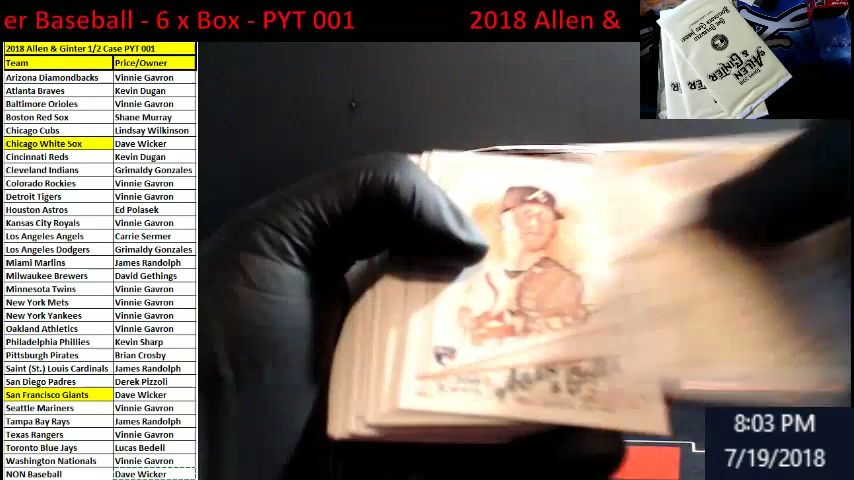 er Baseball - 6 x Box - PYT 001 2018 Allen &
2018 Allen & Ginter 1/2 Case PYT 001
Team Price/Owner
Arizona Diamondbacks Vinnie Gavron
Atlanta Braves Kevin Dugan
Baltimore Orioles Vinnie Gavron
Boston Red Sox Shane Murray
Chicago Cubs Lindsay Wilkinson
Chicago White Sox Dave Wicker
Cincinnati Reds Kevin Dugan
Cleveland Indians Grimaldy Gonzales
Colorado Rockies Vinnie Gavron
Detroit Tigers Vinnie Gavron
Houston Astros Ed Polasek
Kansas City Royals Vinnie Gavron
Los Angeles Angels Carrie Sermer
Los Angeles Dodgers Grimaldy Gonzales
Miami Marlins James Randolph
Milwaukee Brewers David Gethings
Minnesota Twins Vinnie Gavron
New York Mets Vinnie Gavron
New York Yankees Vinnie Gavron
Oakland Athletics Vinnie Gavron
Philadelphia Phillies Kevin Sharp
Pittsburgh Pirates Brian Crosby
Saint (St.) Louis Cardinals James Randolph
San Diego Padres Derek Pizzoli
San Francisco Giants Dave Wicker
Seattle Mariners Vinnie Gavron
Tampa Bay Rays James Randolph
Texas Rangers Vinnie Gavron
Toronto Blue Jays Lucas Bedell
Washington Nationals Vinnie Gavron
NON Baseball Dave Wicker
ALLEN
& GINTER
8:03 PM
7/19/2018